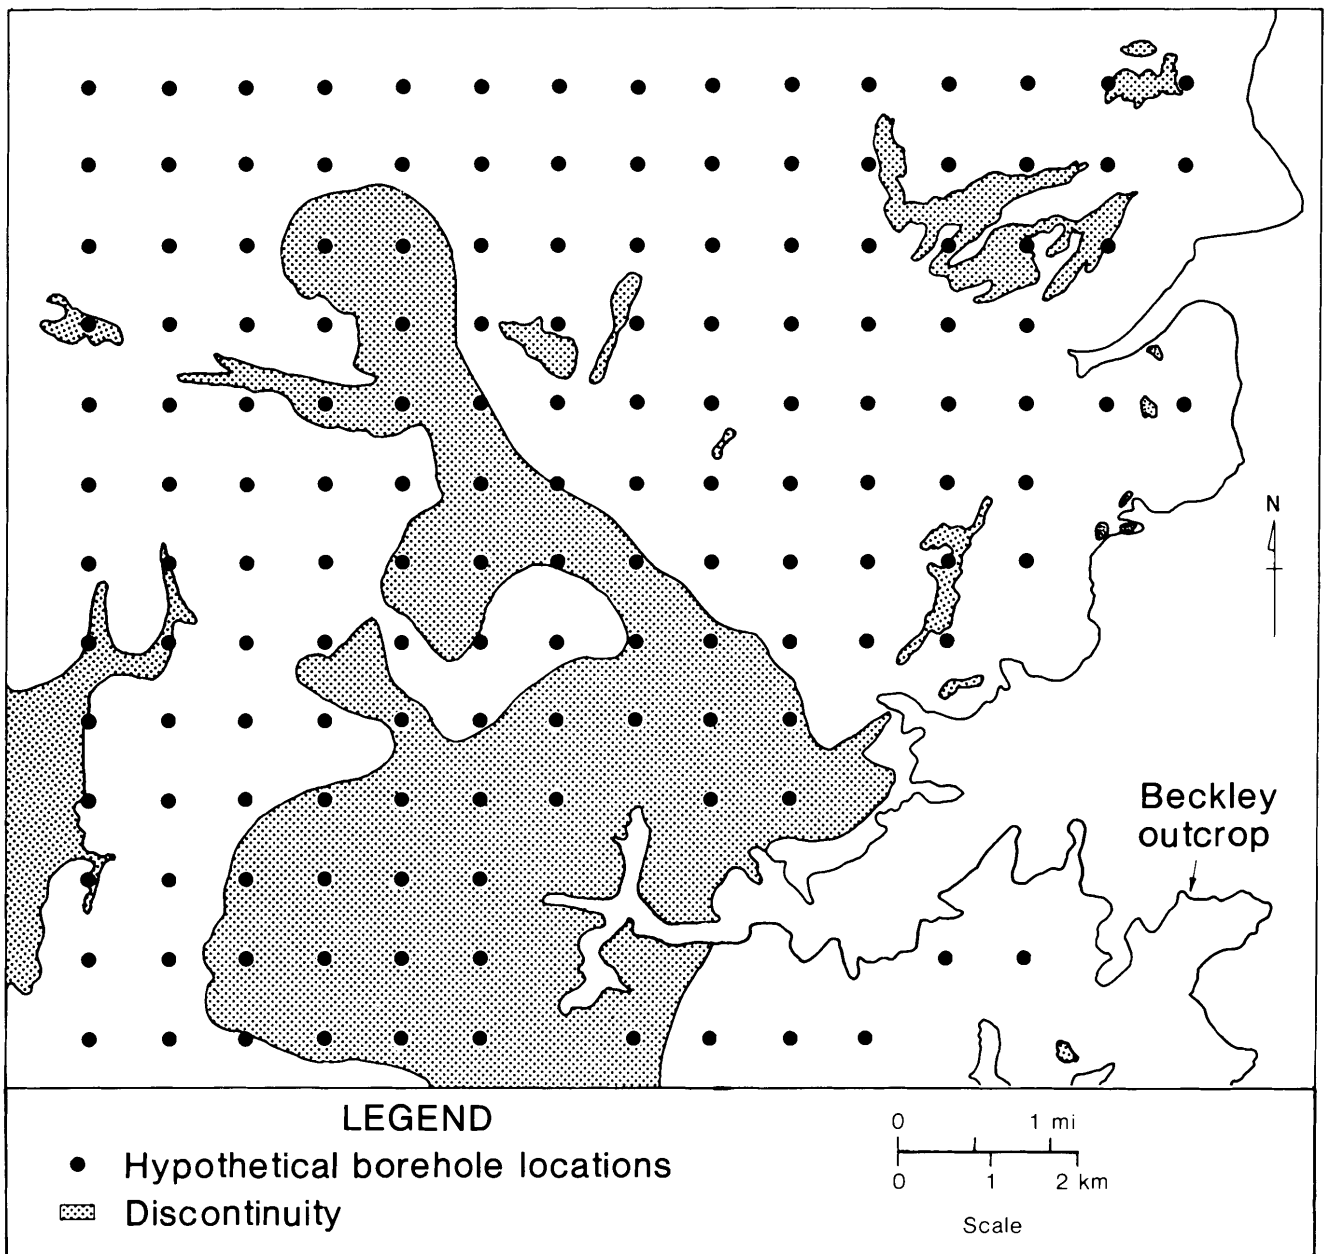 N
Beckley
outcrop
LEGEND
Hypothetical borehole locations
Discontinuity
0 1 mi
0 1 2 km
Scale